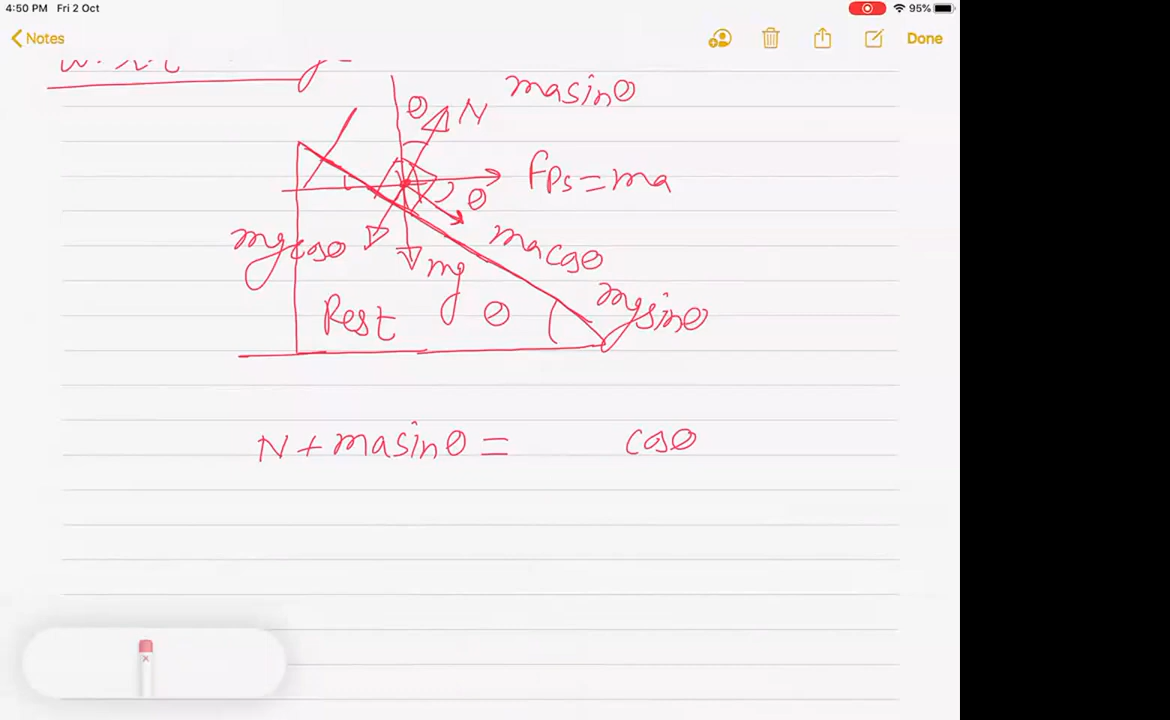 4:50 PM Fri 2 Oct 95%
Notes Done
masinθ
θ N
fps=ma
θ
mgcosθ
macosθ
mg
mgsinθ
Rest θ
N+masinθ= cosθ